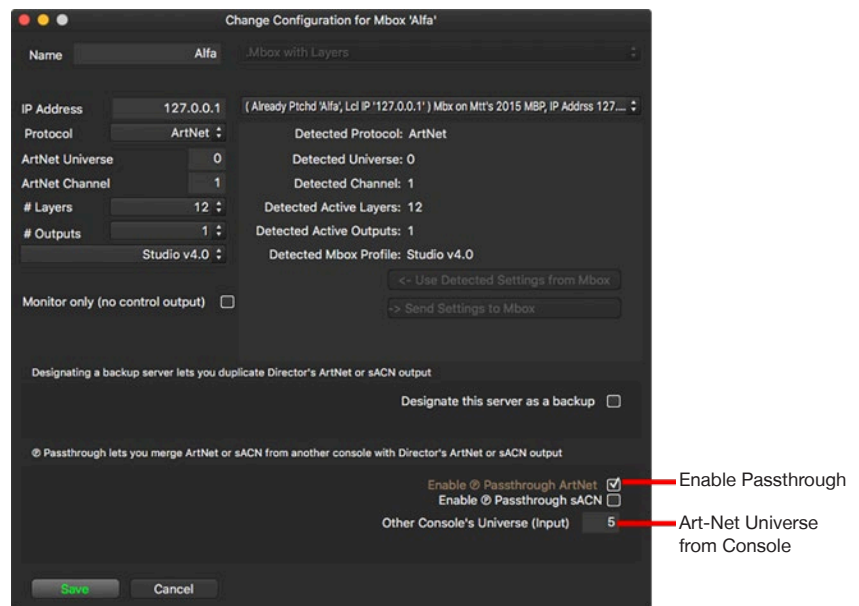 Change Configuration for Mbox 'Alfa'
Name Alfa .Mbox with Layers
IP Address 127.0.0.1 ( Already Ptchd 'Alfa', Lcl IP '127.0.0.1' ) Mbx on Mtt's 2015 MBP, IP Addrss 127....
Protocol ArtNet Detected Protocol: ArtNet
ArtNet Universe 0 Detected Universe: 0
ArtNet Channel 1 Detected Channel: 1
# Layers 12 Detected Active Layers: 12
# Outputs 1 Detected Active Outputs: 1
Studio v4.0 Detected Mbox Profile: Studio v4.0
<- Use Detected Settings from Mbox
Monitor only (no control output)
-> Send Settings to Mbox
Designating a backup server lets you duplicate Director's ArtNet or sACN output
Designate this server as a backup
℗ Passthrough lets you merge ArtNet or sACN from another console with Director's ArtNet or sACN output
Enable ℗ Passthrough ArtNet Enable Passthrough
Enable ℗ Passthrough sACN
Other Console's Universe (Input) 5 Art-Net Universe
from Console
Save Cancel